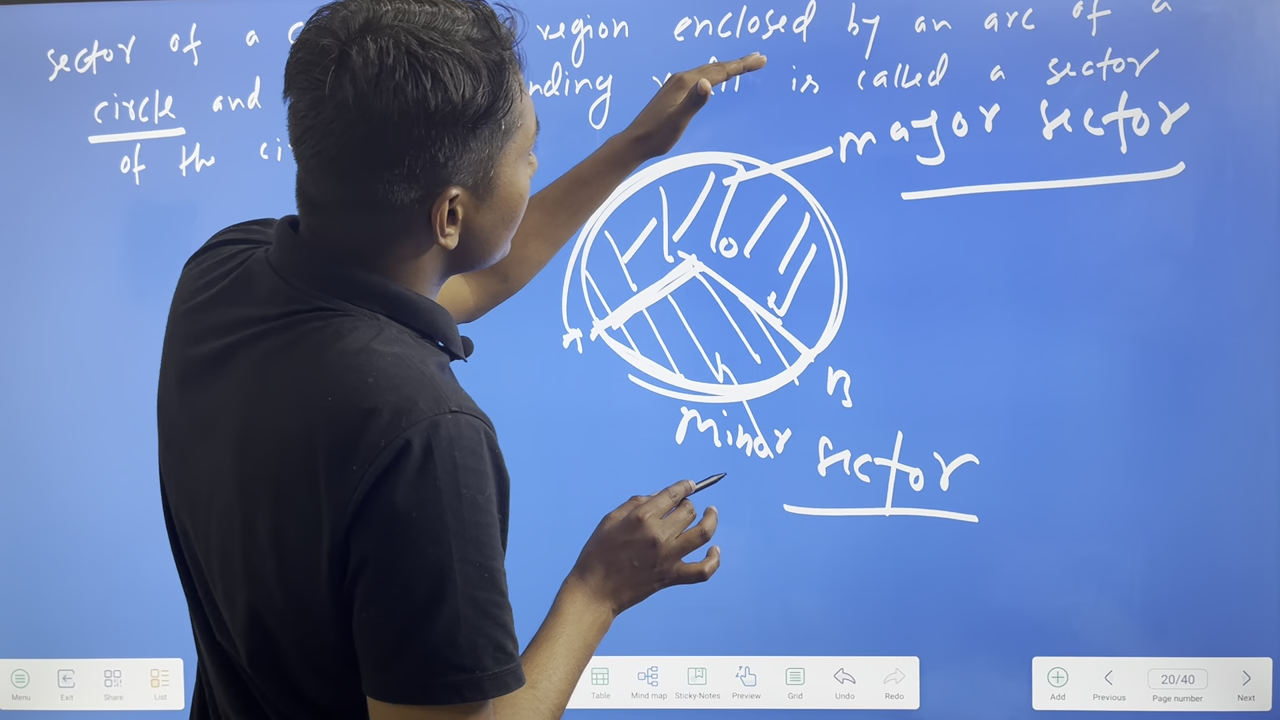 sector of a region enclosed by an arc of a
circle and nding is called a sector
of the ci
major sector
O
A
B
Minor sector
Menu Exit Share List Table Mind map Sticky-Notes Preview Grid Undo Redo Add Previous 20/40 Page number Next